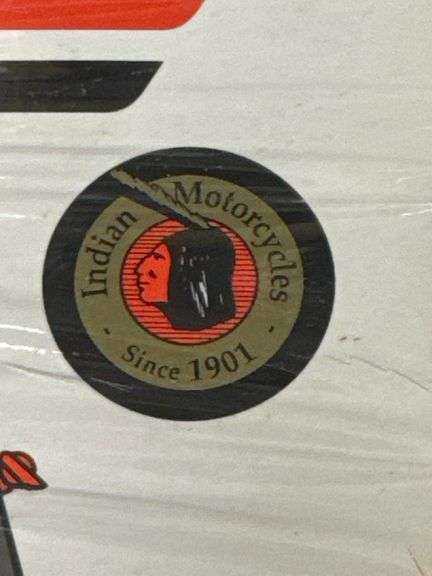 Indian Motorcycles
- Since 1901 -